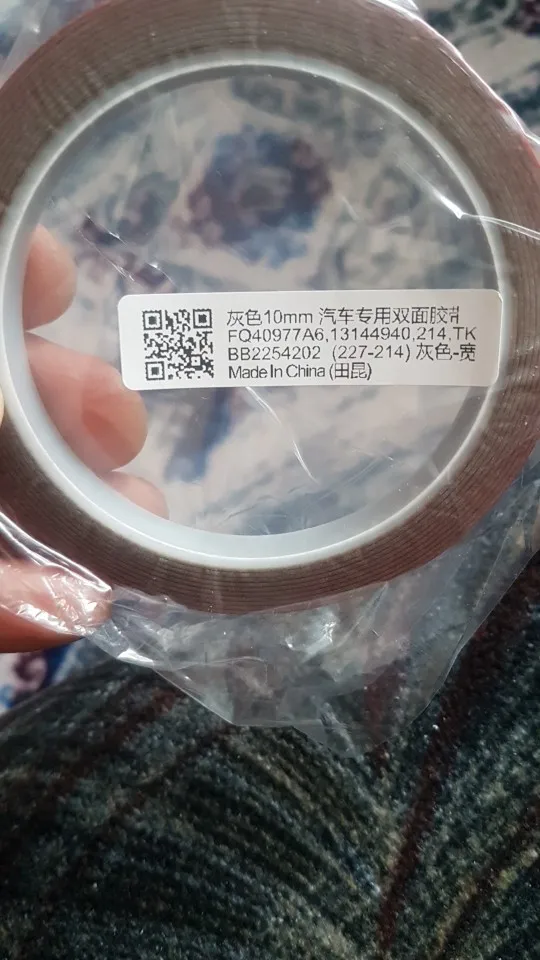 灰色10mm 汽车专用双面胶
FQ40977A6,13144940,214,TK
BB2254202 (227-214) 灰色-宽
Made In China (田昆)